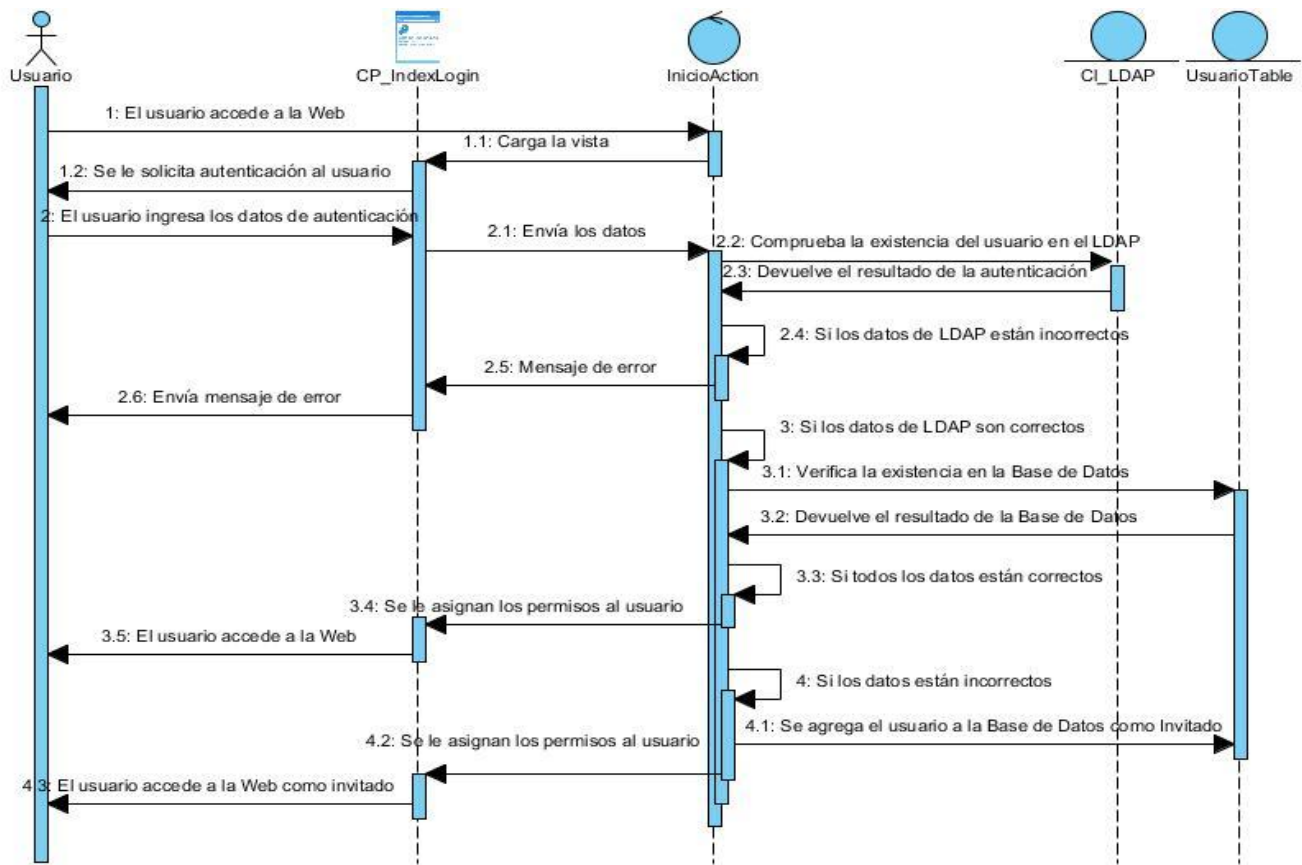 Usuario
CP_IndexLogin
InicioAction
CI_LDAP
UsuarioTable
1: El usuario accede a la Web
1.1: Carga la vista
1.2: Se le solicita autenticación al usuario
2: El usuario ingresa los datos de autenticación
2.1: Envía los datos
2.2: Comprueba la existencia del usuario en el LDAP
2.3: Devuelve el resultado de la autenticación
2.4: Si los datos de LDAP están incorrectos
2.5: Mensaje de error
2.6: Envía mensaje de error
3: Si los datos de LDAP son correctos
3.1: Verifica la existencia en la Base de Datos
3.2: Devuelve el resultado de la Base de Datos
3.3: Si todos los datos están correctos
3.4: Se le asignan los permisos al usuario
3.5: El usuario accede a la Web
4: Si los datos están incorrectos
4.1: Se agrega el usuario a la Base de Datos como Invitado
4.2: Se le asignan los permisos al usuario
4.3: El usuario accede a la Web como invitado